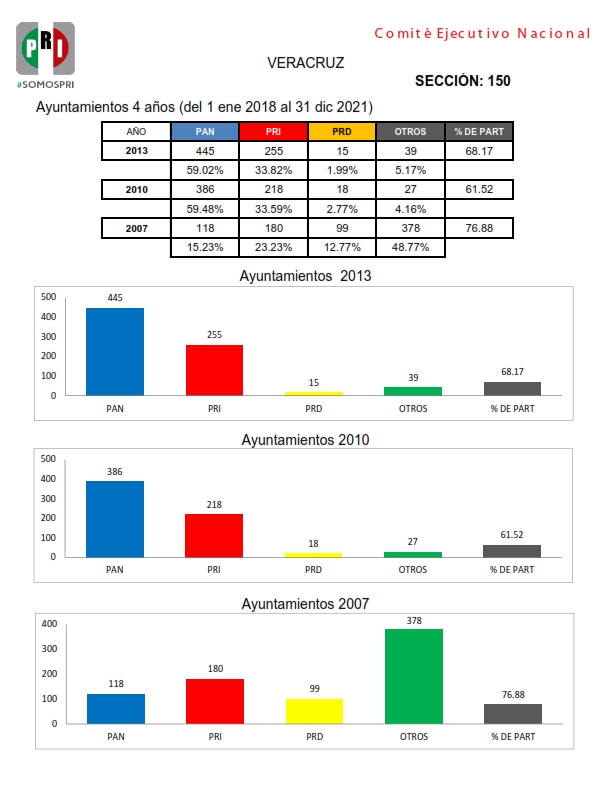 Comité Ejecutivo Nacional
PRI
#SOMOSPRI
VERACRUZ
SECCIÓN: 150
Ayuntamientos 4 años (del 1 ene 2018 al 31 dic 2021)
AÑO PAN PRI PRD OTROS % DE PART
2013 445 255 15 39 68.17
59.02% 33.82% 1.99% 5.17%
2010 386 218 18 27 61.52
59.48% 33.59% 2.77% 4.16%
2007 118 180 99 378 76.88
15.23% 23.23% 12.77% 48.77%
Ayuntamientos 2013
500
400
300
200
100
0
445 255 15 39 68.17
PAN PRI PRD OTROS % DE PART
Ayuntamientos 2010
500
400
300
200
100
0
386 218 18 27 61.52
PAN PRI PRD OTROS % DE PART
Ayuntamientos 2007
400
300
200
100
0
118 180 99 378 76.88
PAN PRI PRD OTROS % DE PART